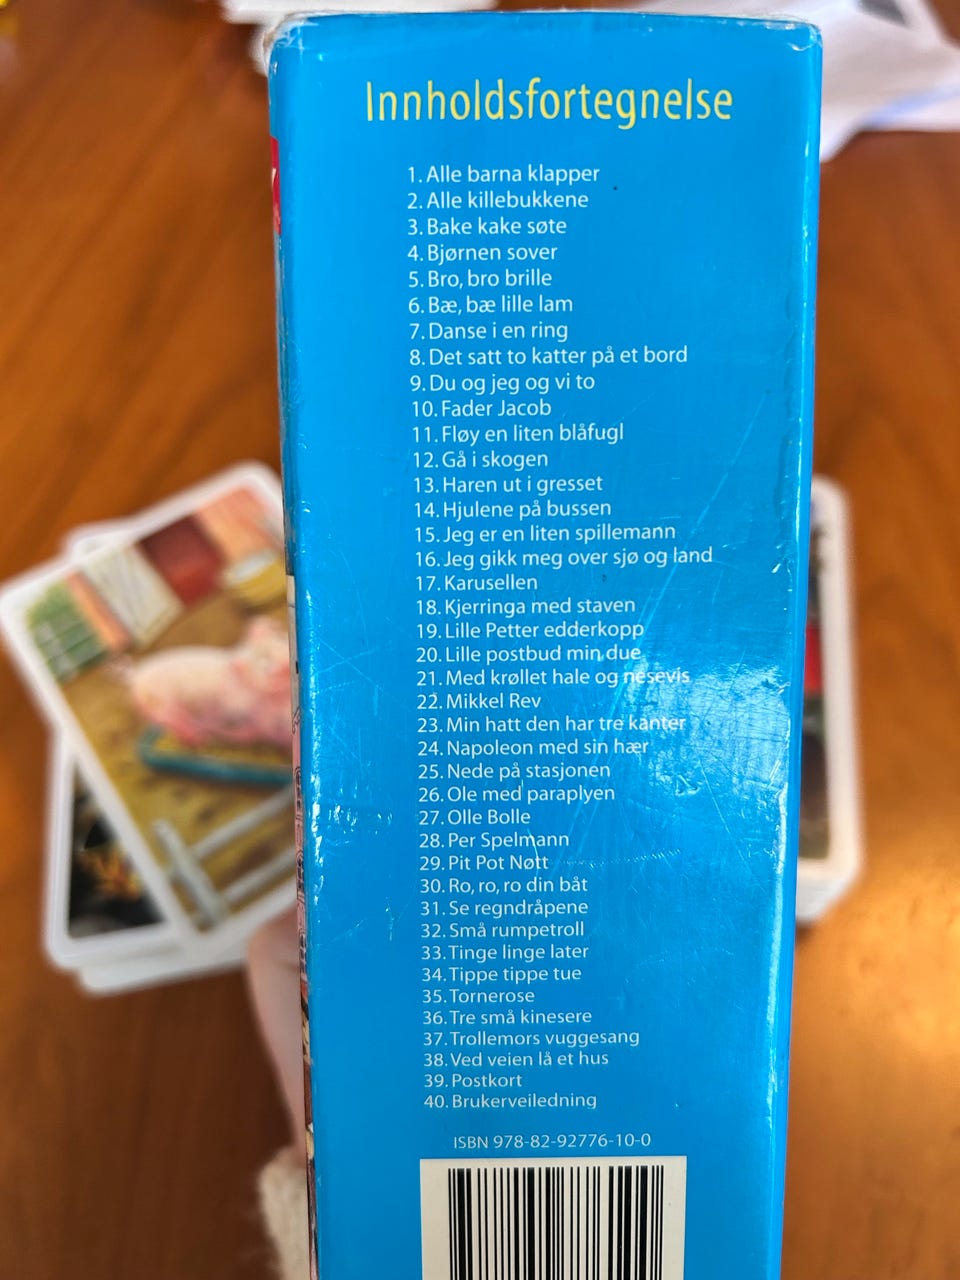 Innholdsfortegnelse
1. Alle barna klapper
2. Alle killebukkene
3. Bake kake søte
4. Bjørnen sover
5. Bro, bro brille
6. Bæ, bæ lille lam
7. Danse i en ring
8. Det satt to katter på et bord
9. Du og jeg og vi to
10. Fader Jacob
11. Fløy en liten blåfugl
12. Gå i skogen
13. Haren ut i gresset
14. Hjulene på bussen
15. Jeg er en liten spillemann
16. Jeg gikk meg over sjø og land
17. Karusellen
18. Kjerringa med staven
19. Lille Petter edderkopp
20. Lille postbud min due
21. Med krøllet hale og nesevis
22. Mikkel Rev
23. Min hatt den har tre kanter
24. Napoleon med sin hær
25. Nede på stasjonen
26. Ole med paraplyen
27. Olle Bolle
28. Per Spelmann
29. Pit Pot Nøtt
30. Ro, ro, ro din båt
31. Se regndråpene
32. Små rumpetroll
33. Tinge linge later
34. Tippe tippe tue
35. Tornerose
36. Tre små kinesere
37. Trollemors vuggesang
38. Ved veien lå et hus
39. Postkort
40. Brukerveiledning
ISBN 978-82-92776-10-0